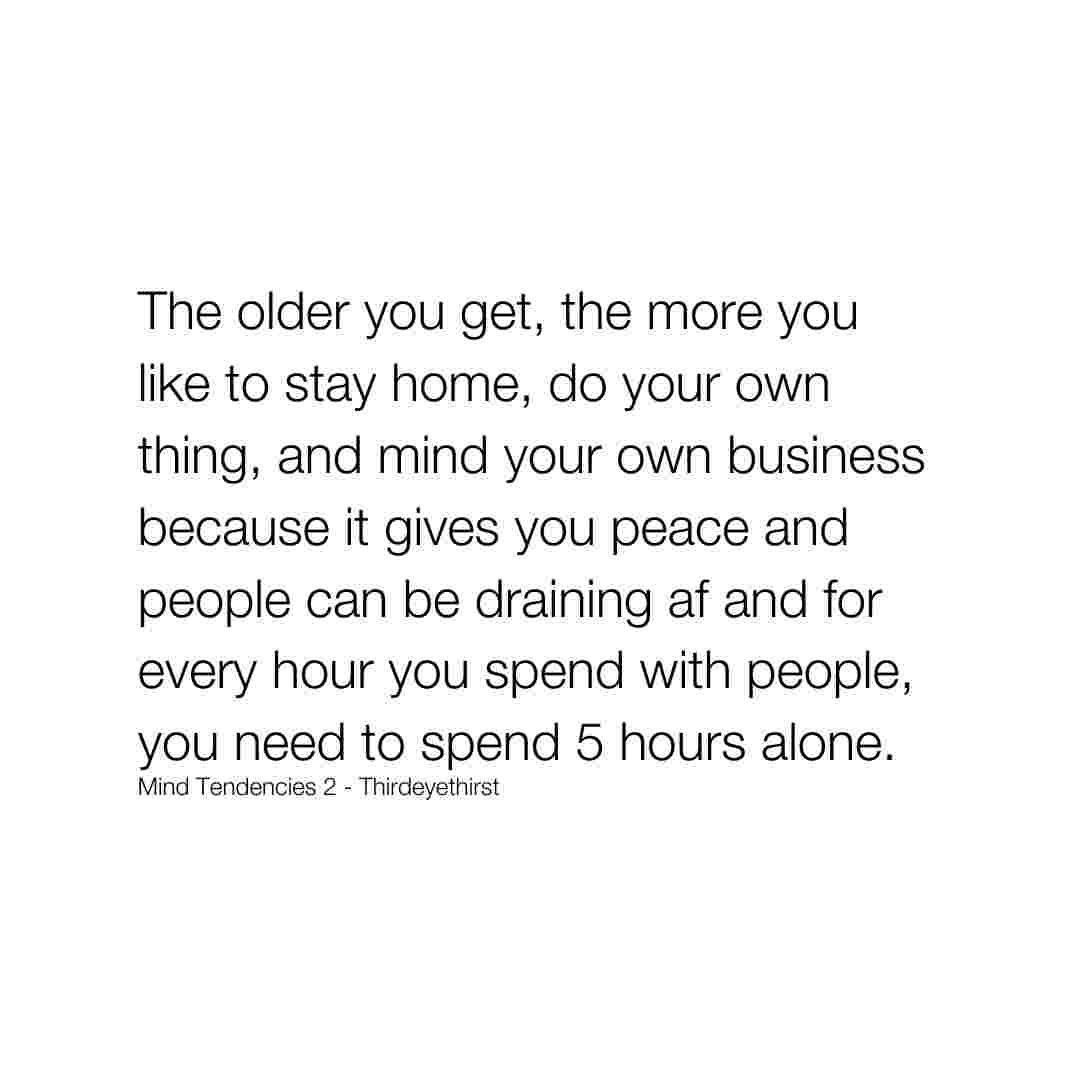 The older you get, the more you
like to stay home, do your own
thing, and mind your own business
because it gives you peace and
people can be draining af and for
every hour you spend with people,
you need to spend 5 hours alone.
Mind Tendencies 2 - Thirdeyethirst